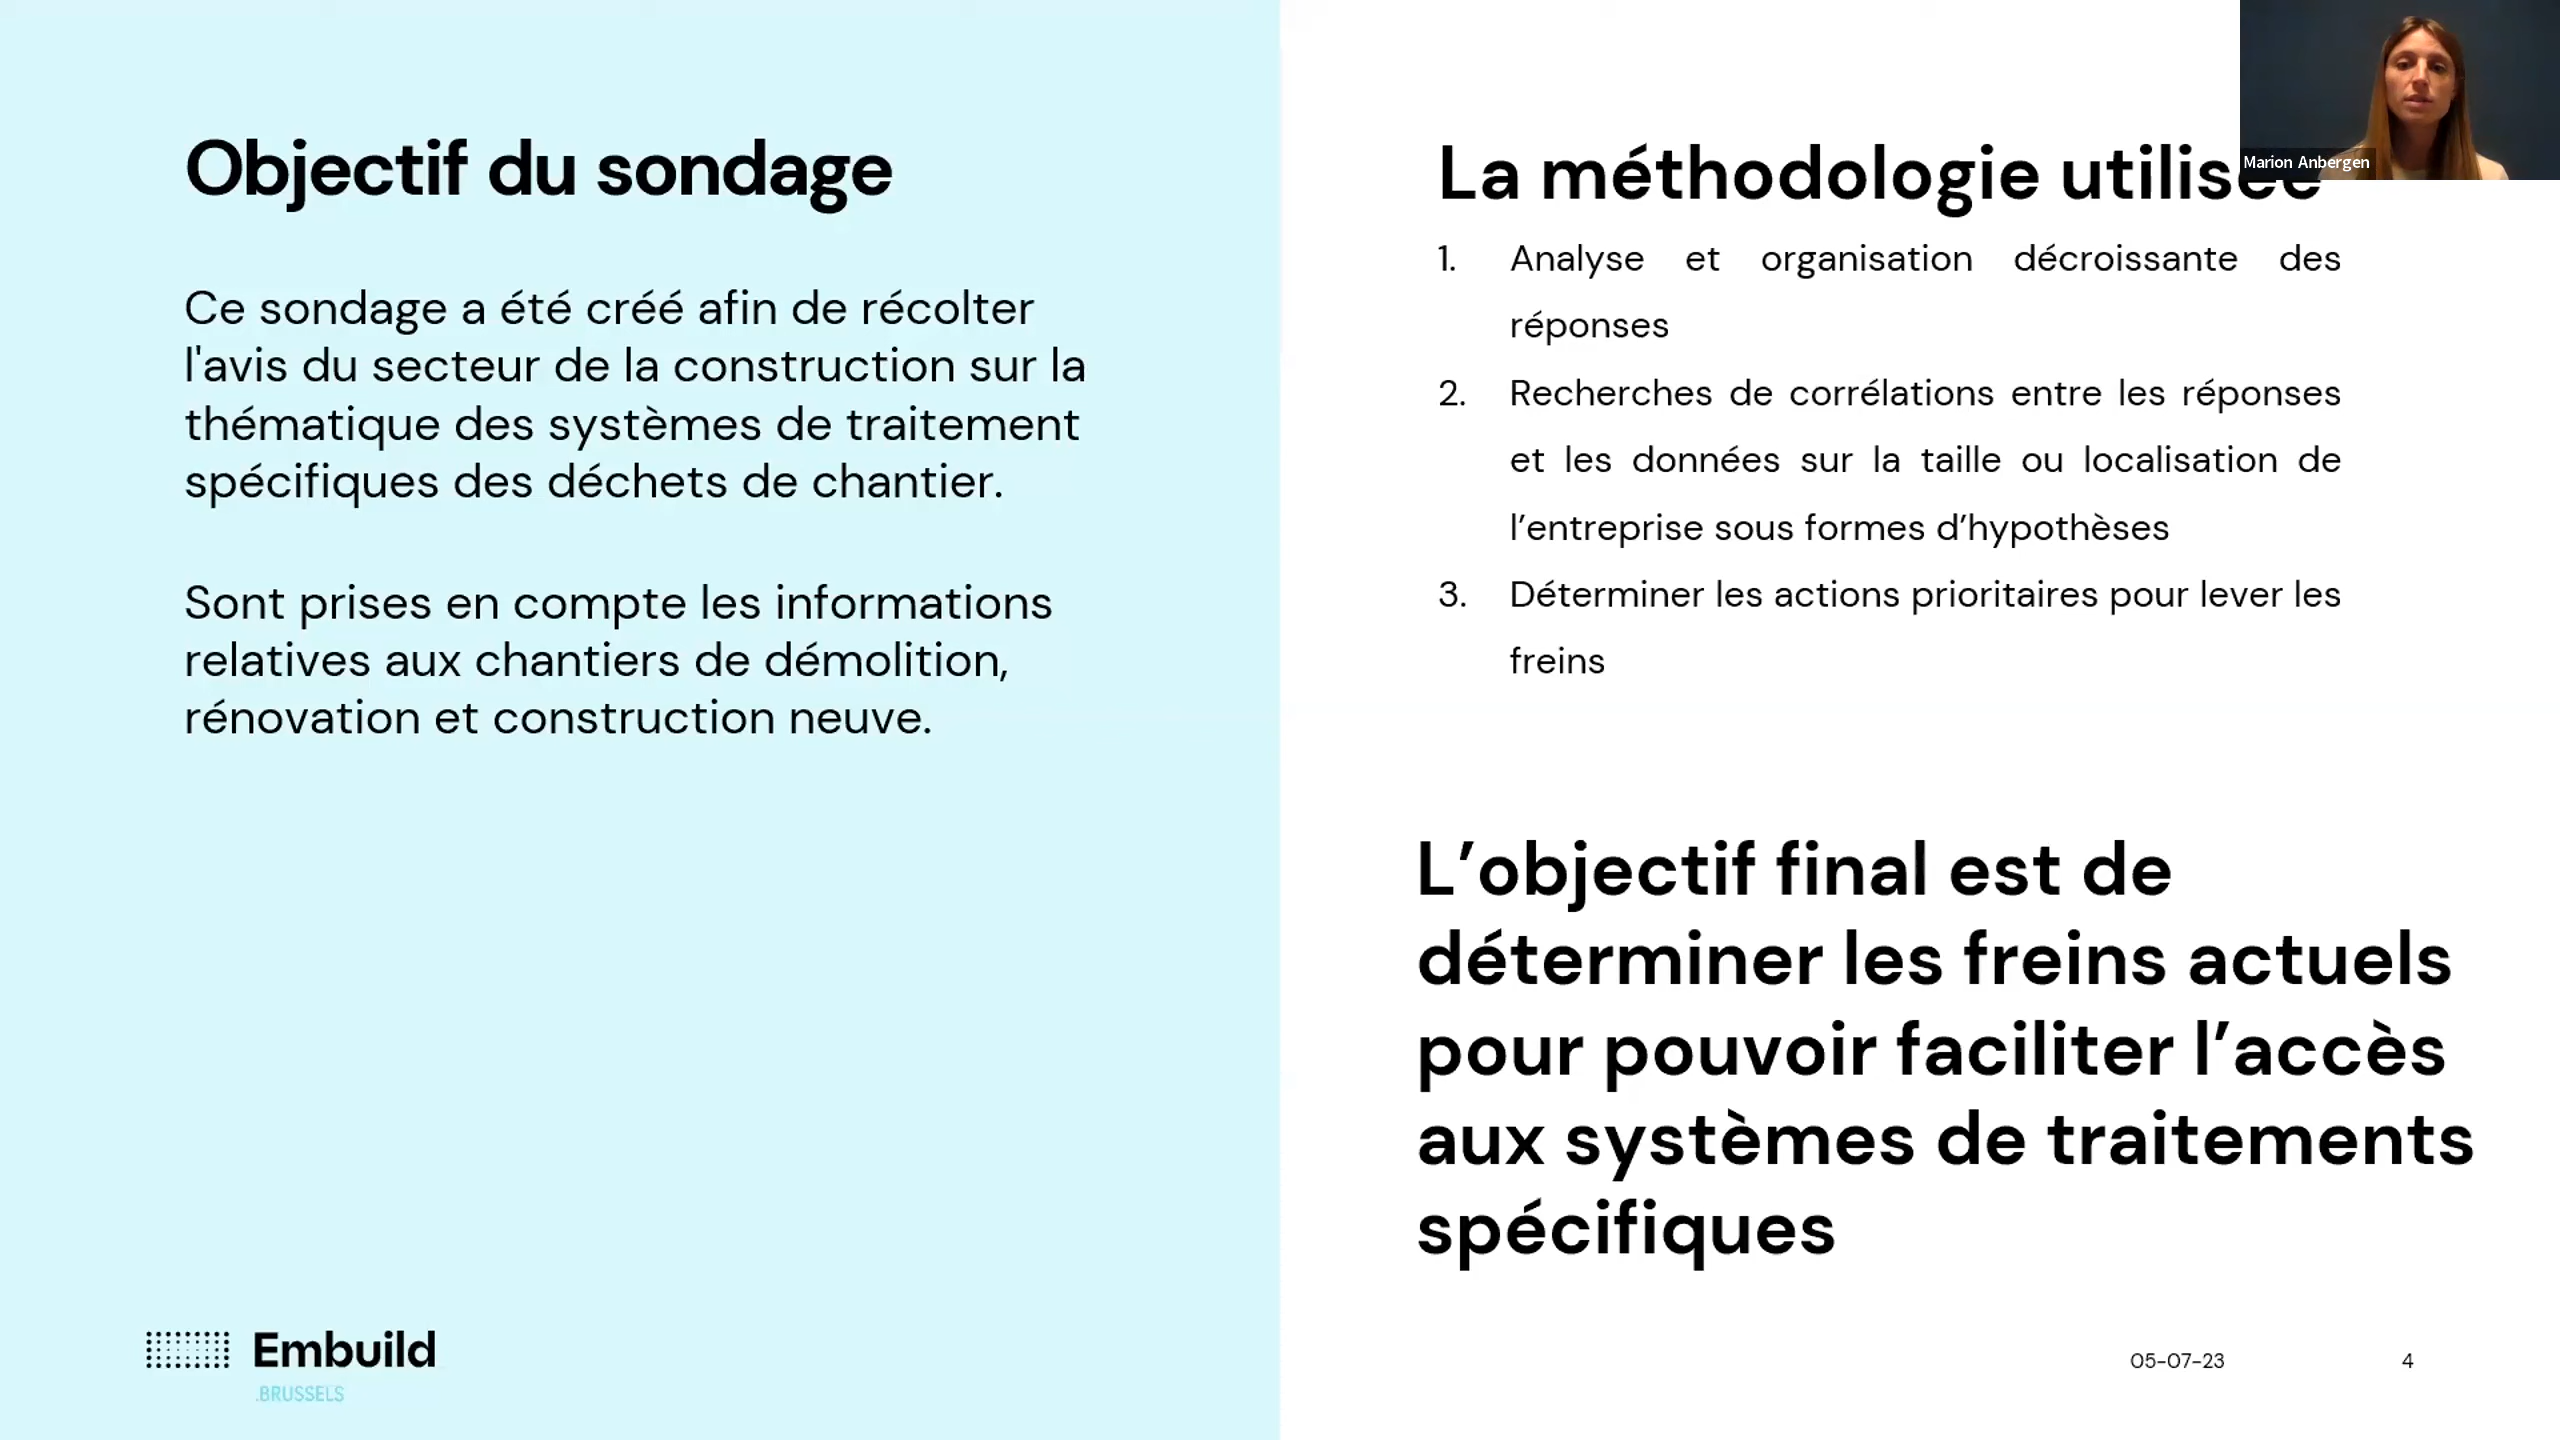 Objectif du sondage
Ce sondage a été créé afin de récolter
l'avis du secteur de la construction sur la
thématique des systèmes de traitement
spécifiques des déchets de chantier.
Sont prises en compte les informations
relatives aux chantiers de démolition,
rénovation et construction neuve.
Embuild
.BRUSSELS
La méthodologie utilisée
1. Analyse et organisation décroissante des
réponses
2. Recherches de corrélations entre les réponses
et les données sur la taille ou localisation de
l’entreprise sous formes d’hypothèses
3. Déterminer les actions prioritaires pour lever les
freins
L’objectif final est de
déterminer les freins actuels
pour pouvoir faciliter l’accès
aux systèmes de traitements
spécifiques
05-07-23
4
Marion Anbergen